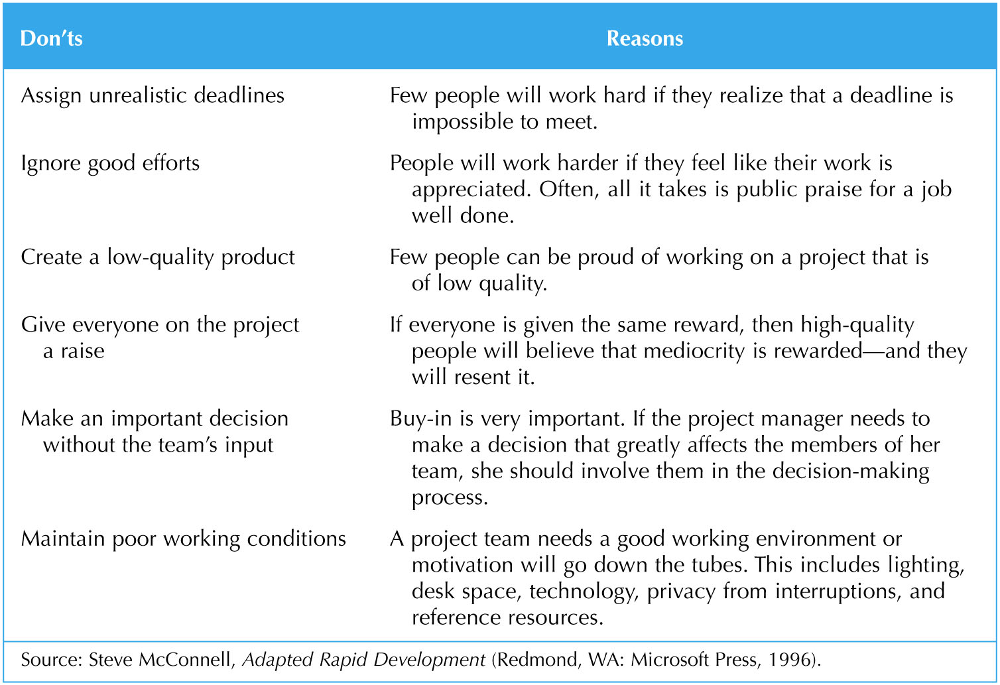 Don’ts Reasons
Assign unrealistic deadlines Few people will work hard if they realize that a deadline is
impossible to meet.
Ignore good efforts People will work harder if they feel like their work is
appreciated. Often, all it takes is public praise for a job
well done.
Create a low-quality product Few people can be proud of working on a project that is
of low quality.
Give everyone on the project If everyone is given the same reward, then high-quality
a raise people will believe that mediocrity is rewarded—and they
will resent it.
Make an important decision Buy-in is very important. If the project manager needs to
without the team’s input make a decision that greatly affects the members of her
team, she should involve them in the decision-making
process.
Maintain poor working conditions A project team needs a good working environment or
motivation will go down the tubes. This includes lighting,
desk space, technology, privacy from interruptions, and
reference resources.
Source: Steve McConnell, Adapted Rapid Development (Redmond, WA: Microsoft Press, 1996).